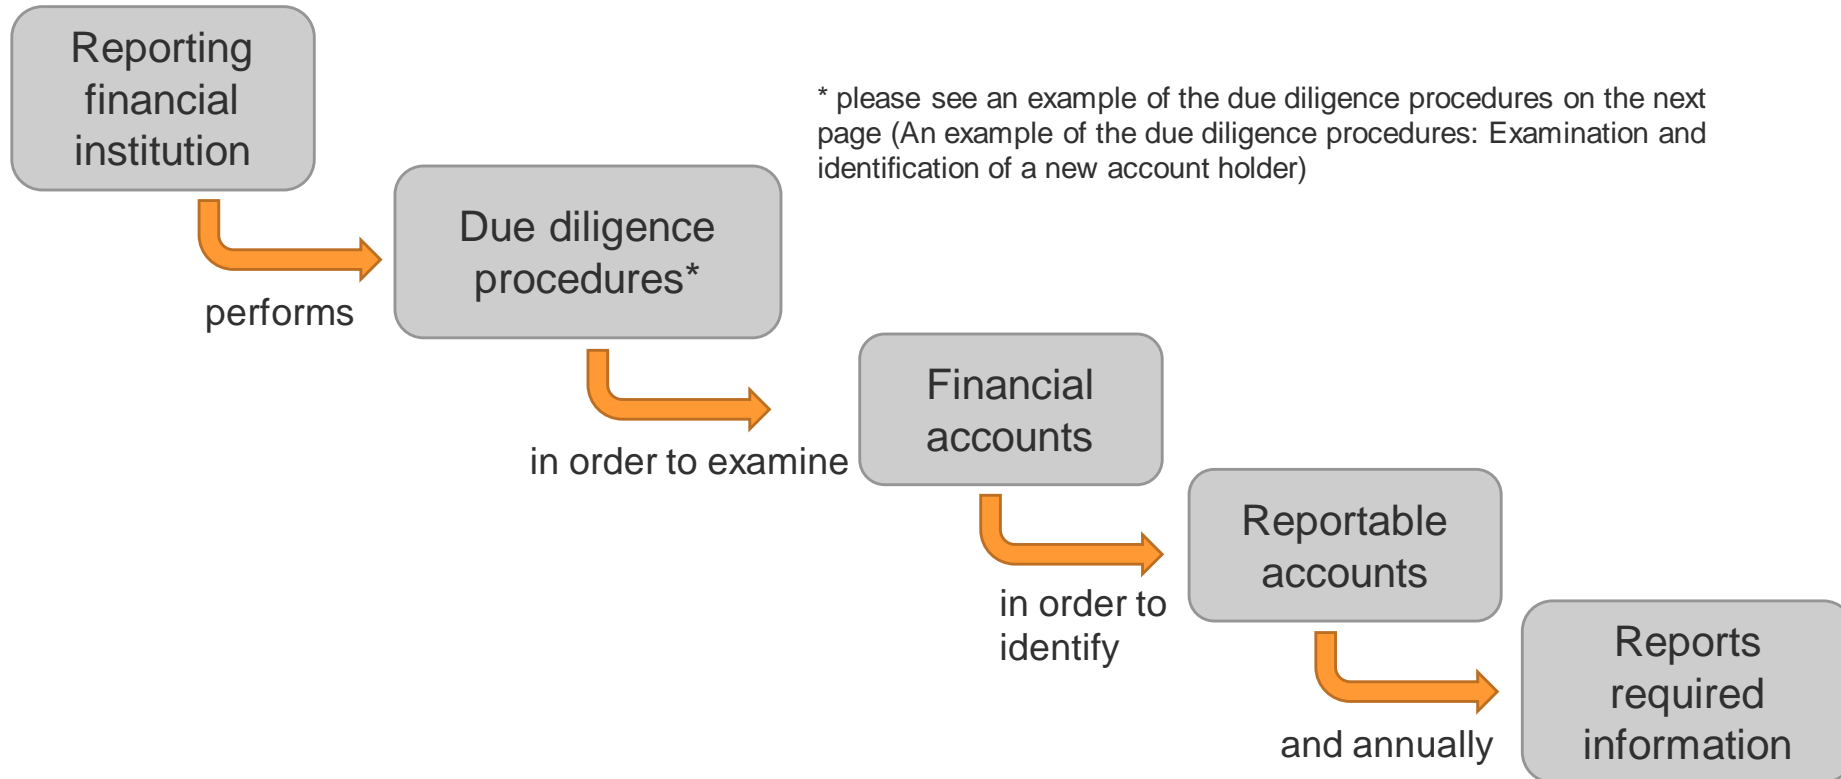 Reporting
financial
institution
* please see an example of the due diligence procedures on the next
page (An example of the due diligence procedures: Examination and
identification of a new account holder)
performs
Due diligence
procedures*
in order to examine
Financial
accounts
in order to
identify
Reportable
accounts
and annually
Reports
required
information